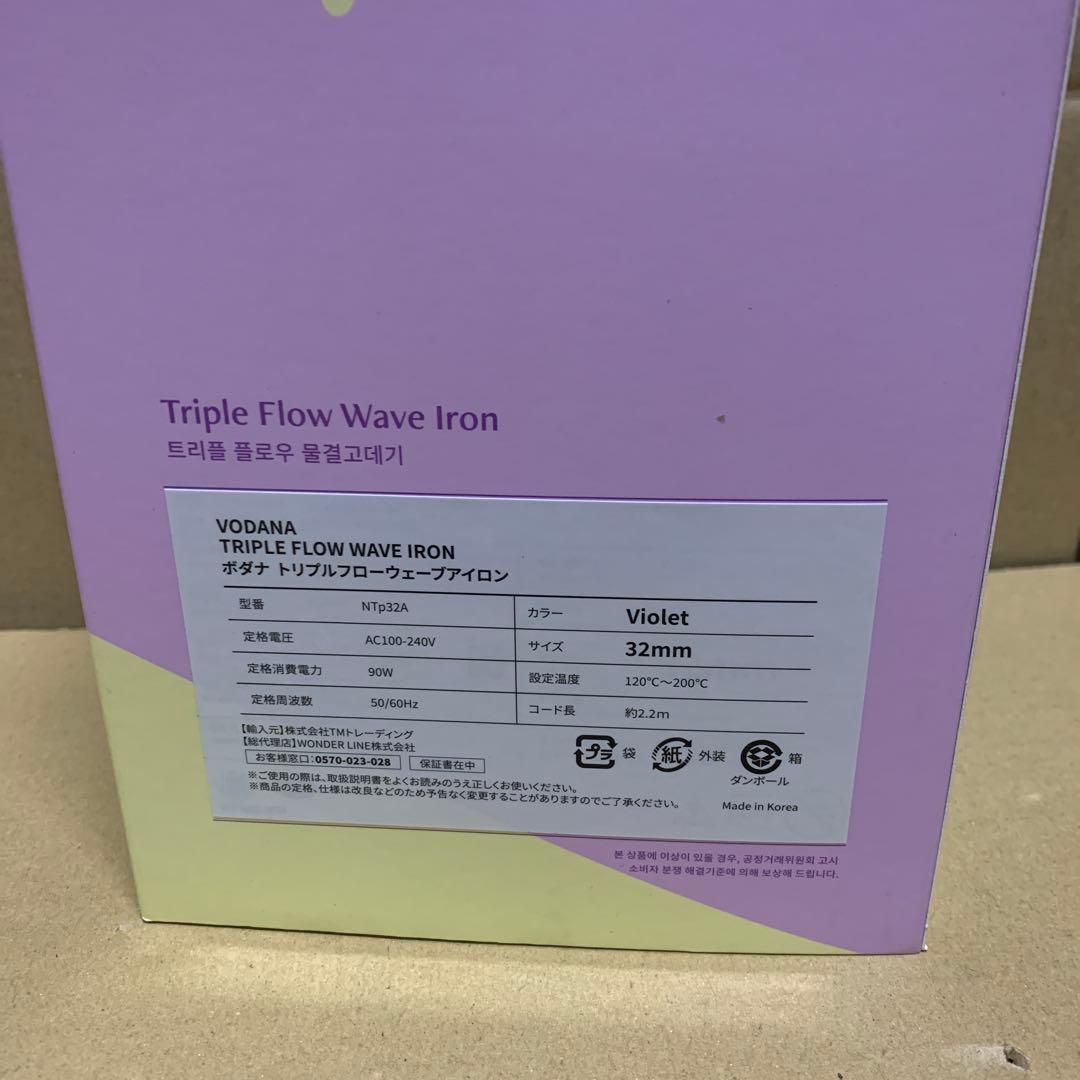 Triple Flow Wave Iron
트리플 플로우 물결고데기
VODANA
TRIPLE FLOW WAVE IRON
ボダナ トリプルフローウェーブアイロン
型番 NTp32A カラー Violet
定格電圧 AC100-240V サイズ 32mm
定格消費電力 90W 設定温度 120℃～200℃
定格周波数 50/60Hz コード長 約2.2m
【輸入元】株式会社TMトレーディング
【総代理店】WONDER LINE株式会社
お客様窓口:0570-023-028 保証書在中
プラ 袋 紙 外装 箱
ダンボール
※ご使用の際は、取扱説明書をよくお読みのうえ正しくお使いください。
※商品の定格、仕様は改良などのため予告なく変更することがありますのでご了承ください。
Made in Korea
본 상품에 이상이 있을 경우, 공정거래위원회 고시
소비자 분쟁 해결기준에 의해 보상해 드립니다.